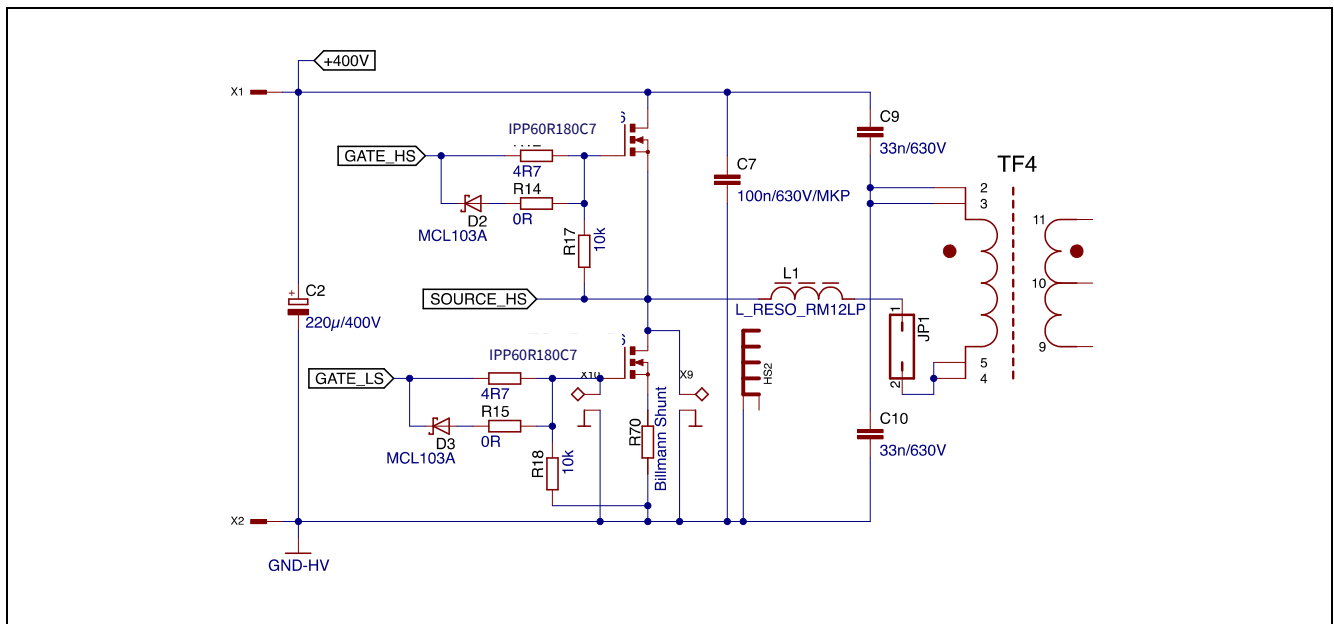 +400V
X1
C9
IPP60R180C7
33n/630V
GATE_HS
4R7
C7
TF4
R14
100n/630V/MKP
2
3
0R
D2
MCL103A
R17
10k
11
10
9
C2
+
220µ/400V
SOURCE_HS
L1
L_RESO_RM12LP
1
JP1
2
IPP60R180C7
X9
HS2
5
4
GATE_LS
4R7
R15
0R
D3
MCL103A
R18
10k
R70
Billmann Shunt
C10
33n/630V
X2
GND-HV